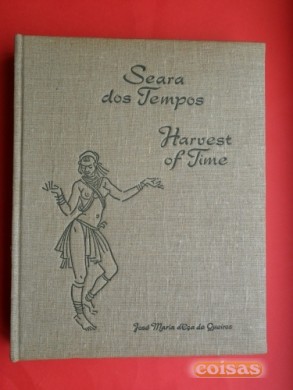 Seara
dos Tempos
Harvest
of Time
José Maria d'Eça de Queiroz
coisas